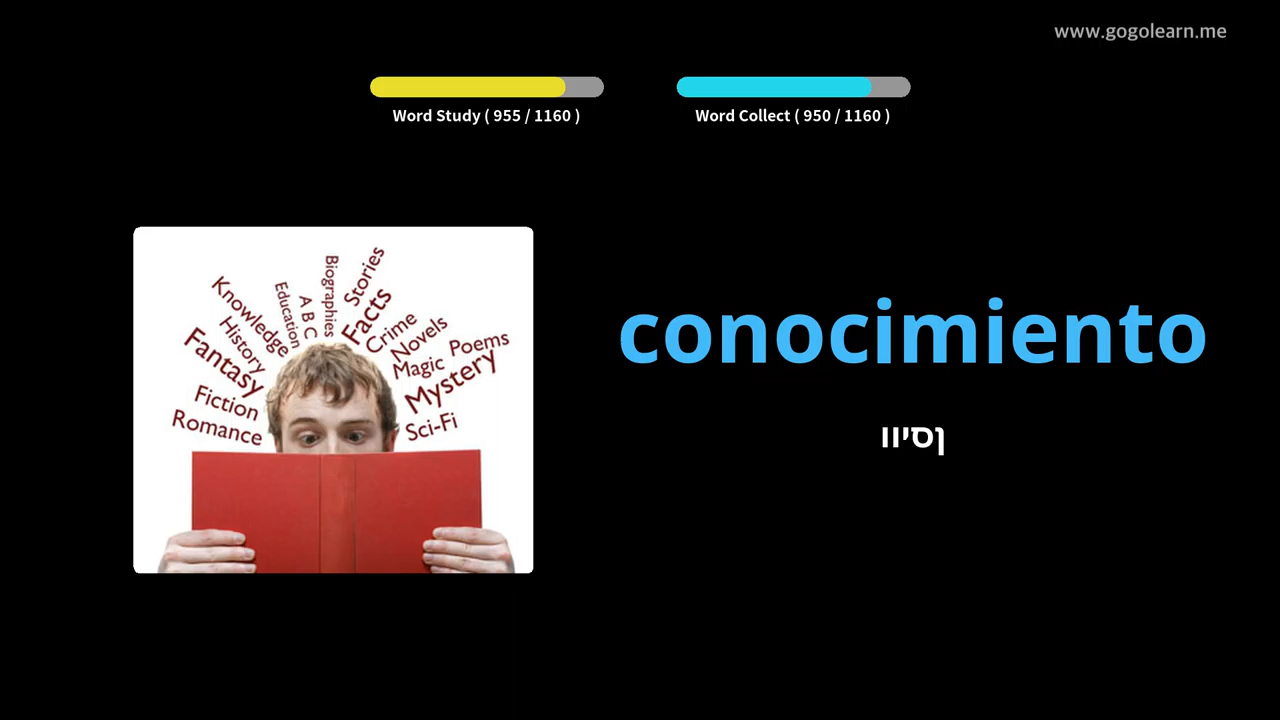 www.gogolearn.me
Word Study ( 955 / 1160 )
Word Collect ( 950 / 1160 )
Knowledge
Education
A B C
Biographies
Stories
Facts
Crime
Novels
Poems
Magic
Mystery
Sci-Fi
History
Fantasy
Fiction
Romance
conocimiento
ןסיוו